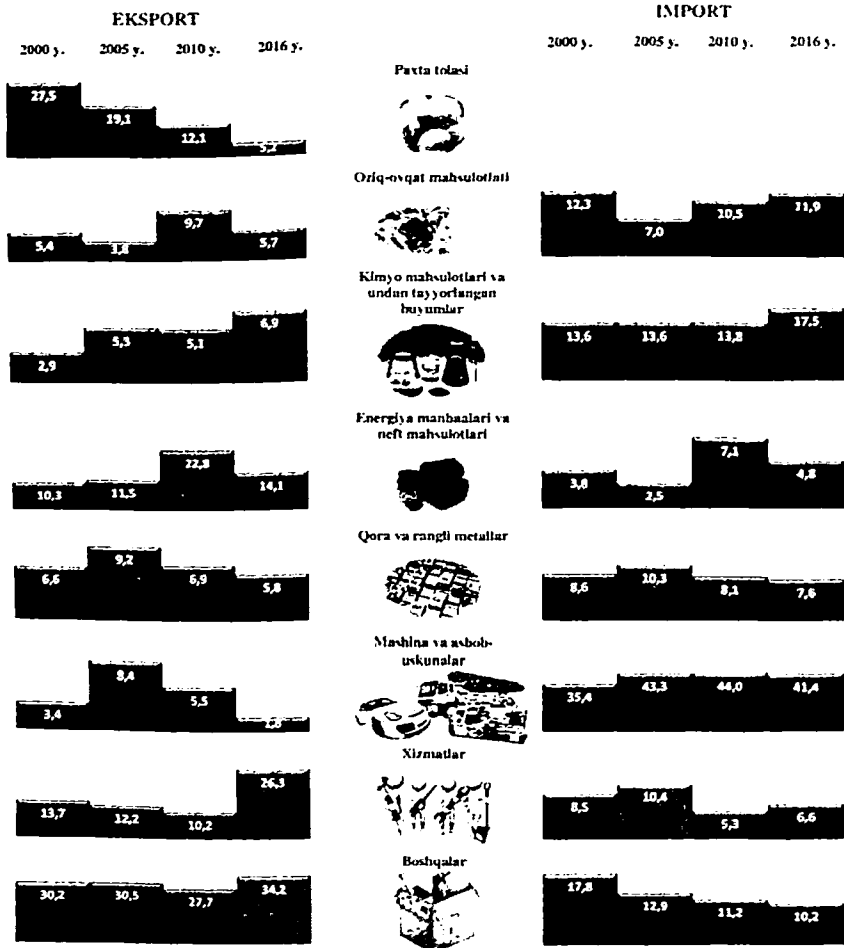 EKSPORT
IMPORT
2000 y. 2005 y. 2010 y. 2016 y.
2000 y. 2005 y. 2010 y. 2016 y.
Paxta tolasi
27,5 19,1 12,1 5,2
Oziq-ovqat mahsulotlari
5,4 3,8 9,7 5,7
12,3 7,0 10,5 11,9
Kimyo mahsulotlari va
undan tayyorlangan
buyumlar
2,9 5,3 5,1 6,9
13,6 13,6 13,8 17,5
Energiya manbaalari va
neft mahsulotlari
10,3 11,5 22,8 14,1
3,8 2,5 7,1 4,8
Qora va rangli metallar
6,6 9,2 6,9 5,8
8,6 10,3 8,1 7,6
Mashina va asbob-
uskunalar
3,4 8,4 5,5
35,4 43,3 44,0 41,4
Xizmatlar
13,7 12,2 10,2 26,3
8,5 10,4 5,3 6,6
Boshqalar
30,2 30,5 27,7 34,2
17,8 12,9 11,2 10,2